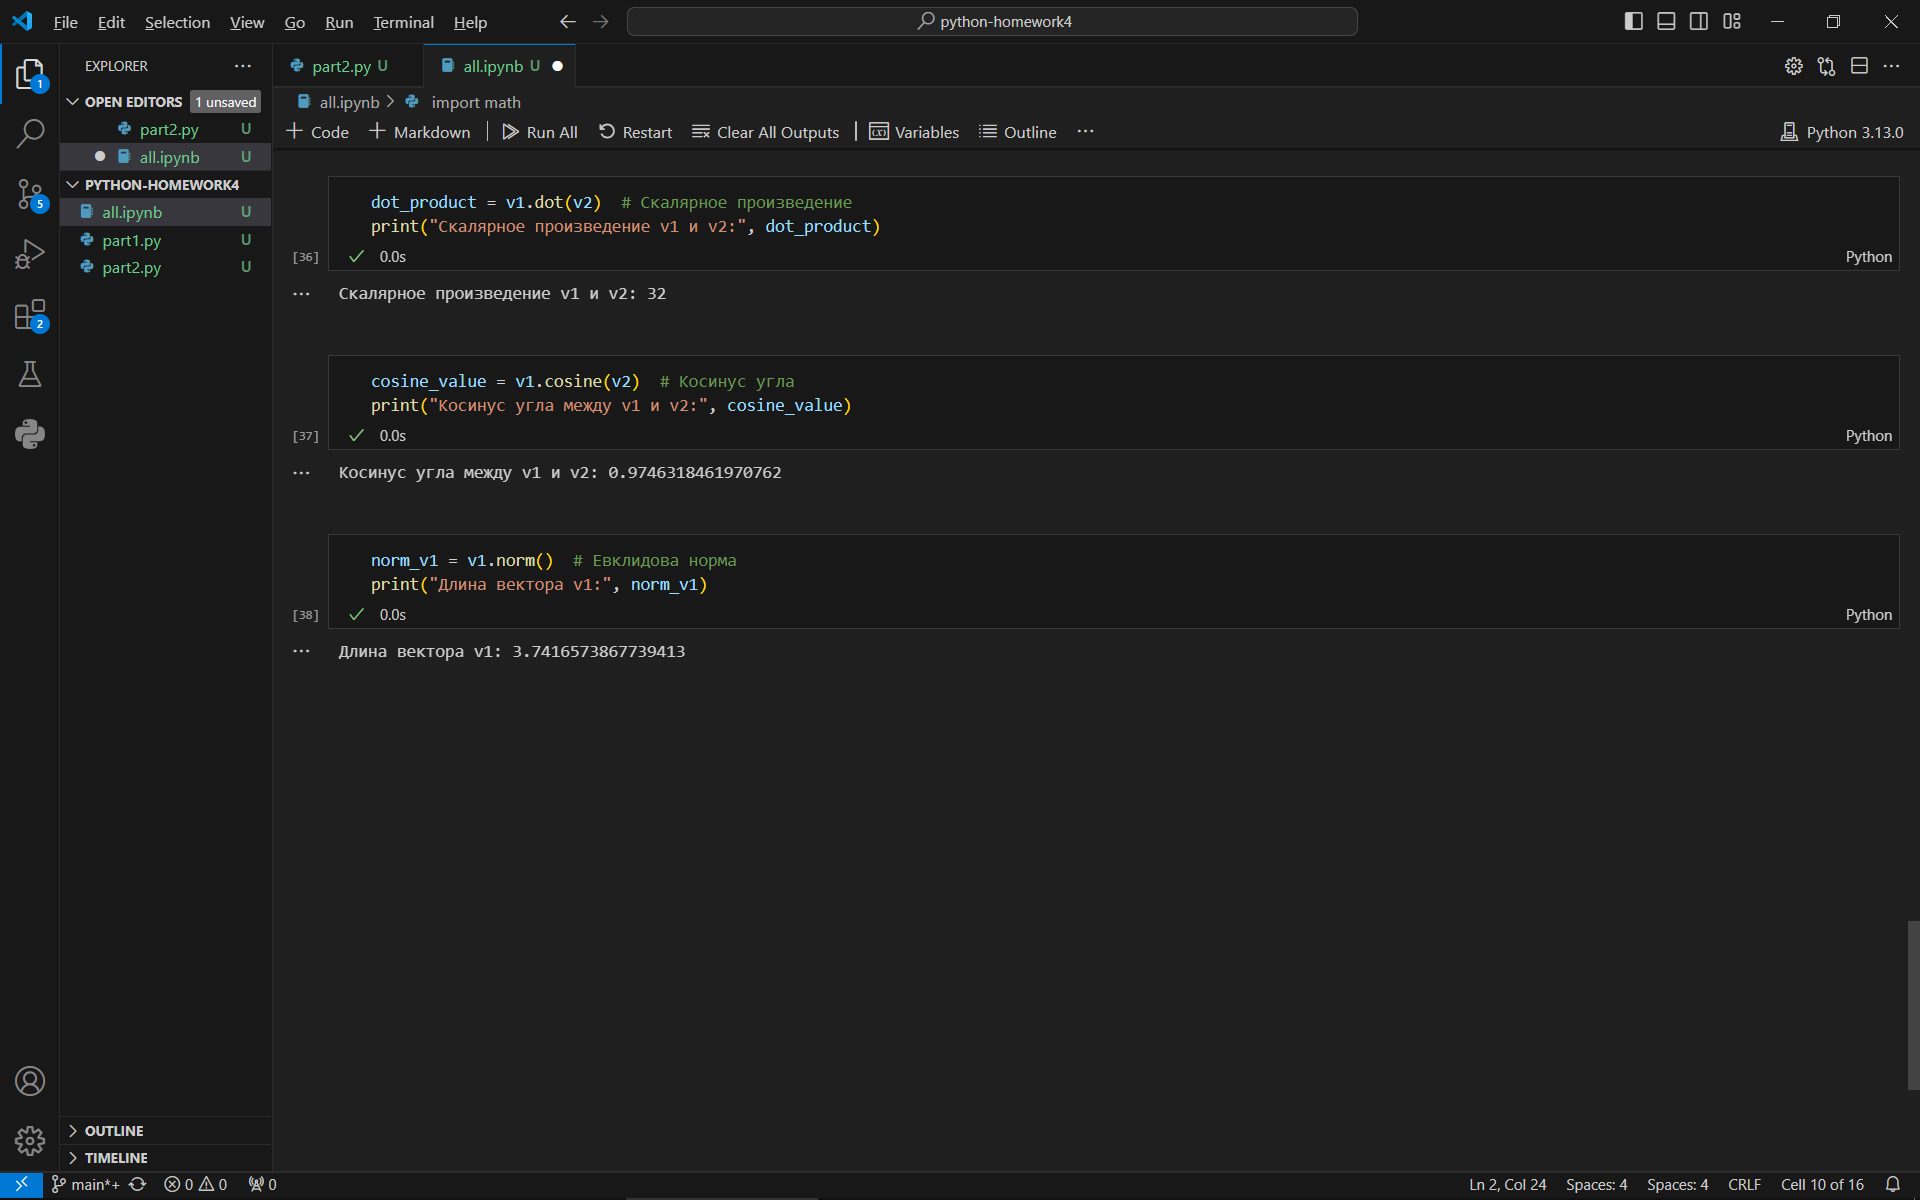 File Edit Selection View Go Run Terminal Help
python-homework4
EXPLORER
OPEN EDITORS 1 unsaved
part2.py U
all.ipynb U
PYTHON-HOMEWORK4
all.ipynb U
part1.py U
part2.py U
OUTLINE
TIMELINE
1
5
2
part2.py U
all.ipynb U
all.ipynb > import math
Code Markdown Run All Restart Clear All Outputs Variables Outline
Python 3.13.0
dot_product = v1.dot(v2)  # Скалярное произведение
print("Скалярное произведение v1 и v2:", dot_product)
[36] 0.0s Python
Скалярное произведение v1 и v2: 32
cosine_value = v1.cosine(v2)  # Косинус угла
print("Косинус угла между v1 и v2:", cosine_value)
[37] 0.0s Python
Косинус угла между v1 и v2: 0.9746318461970762
norm_v1 = v1.norm()  # Евклидова норма
print("Длина вектора v1:", norm_v1)
[38] 0.0s Python
Длина вектора v1: 3.7416573867739413
main*+ 0 0 0
Ln 2, Col 24 Spaces: 4 Spaces: 4 CRLF Cell 10 of 16